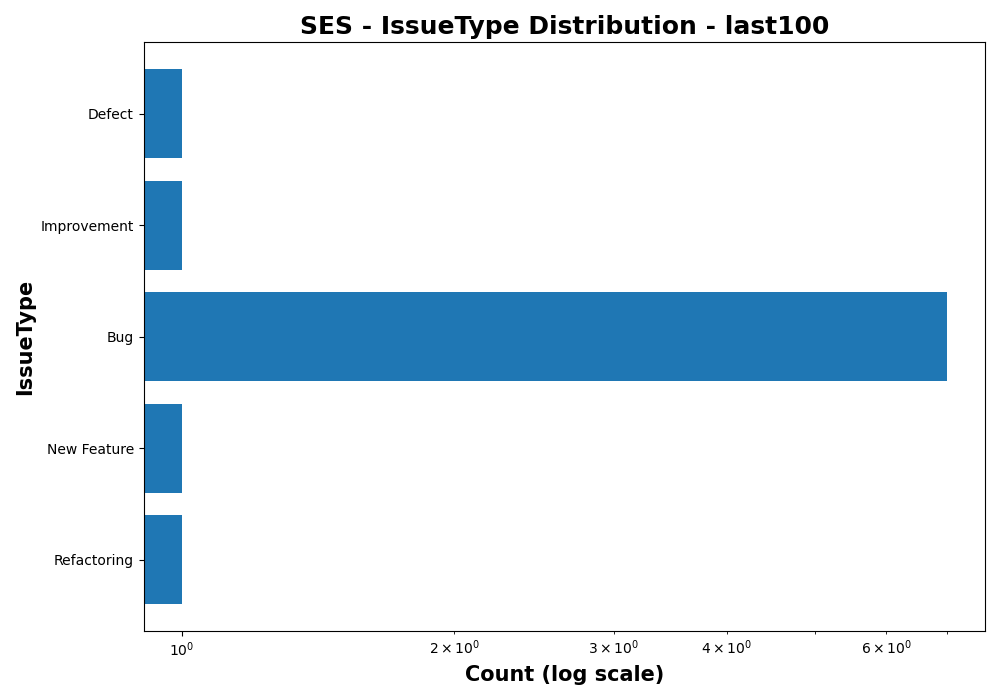 SES - IssueType Distribution - last100
IssueType
Defect
Improvement
Bug
New Feature
Refactoring
10⁰ 2 × 10⁰ 3 × 10⁰ 4 × 10⁰ 6 × 10⁰
Count (log scale)